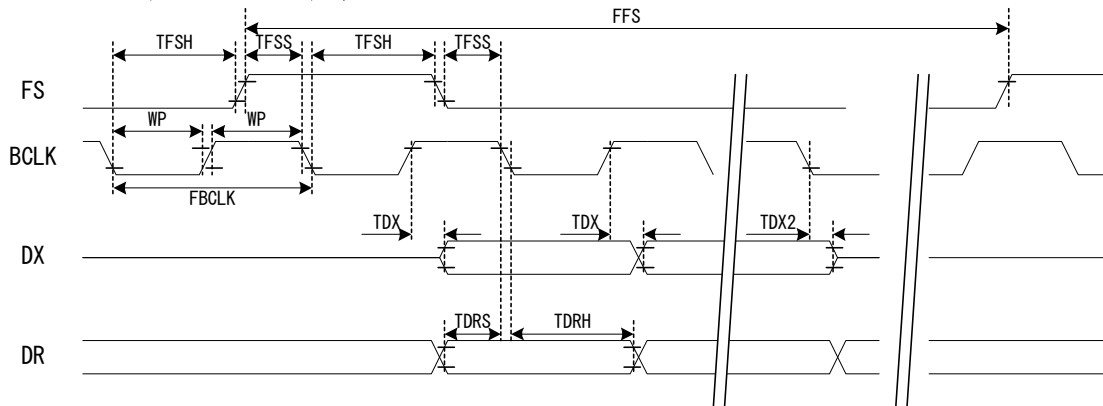 FFS
TFSH TFSS TFSH TFSS
FS
WP WP
BCLK
FBCLK
TDX TDX TDX2
DX
TDRS TDRH
DR